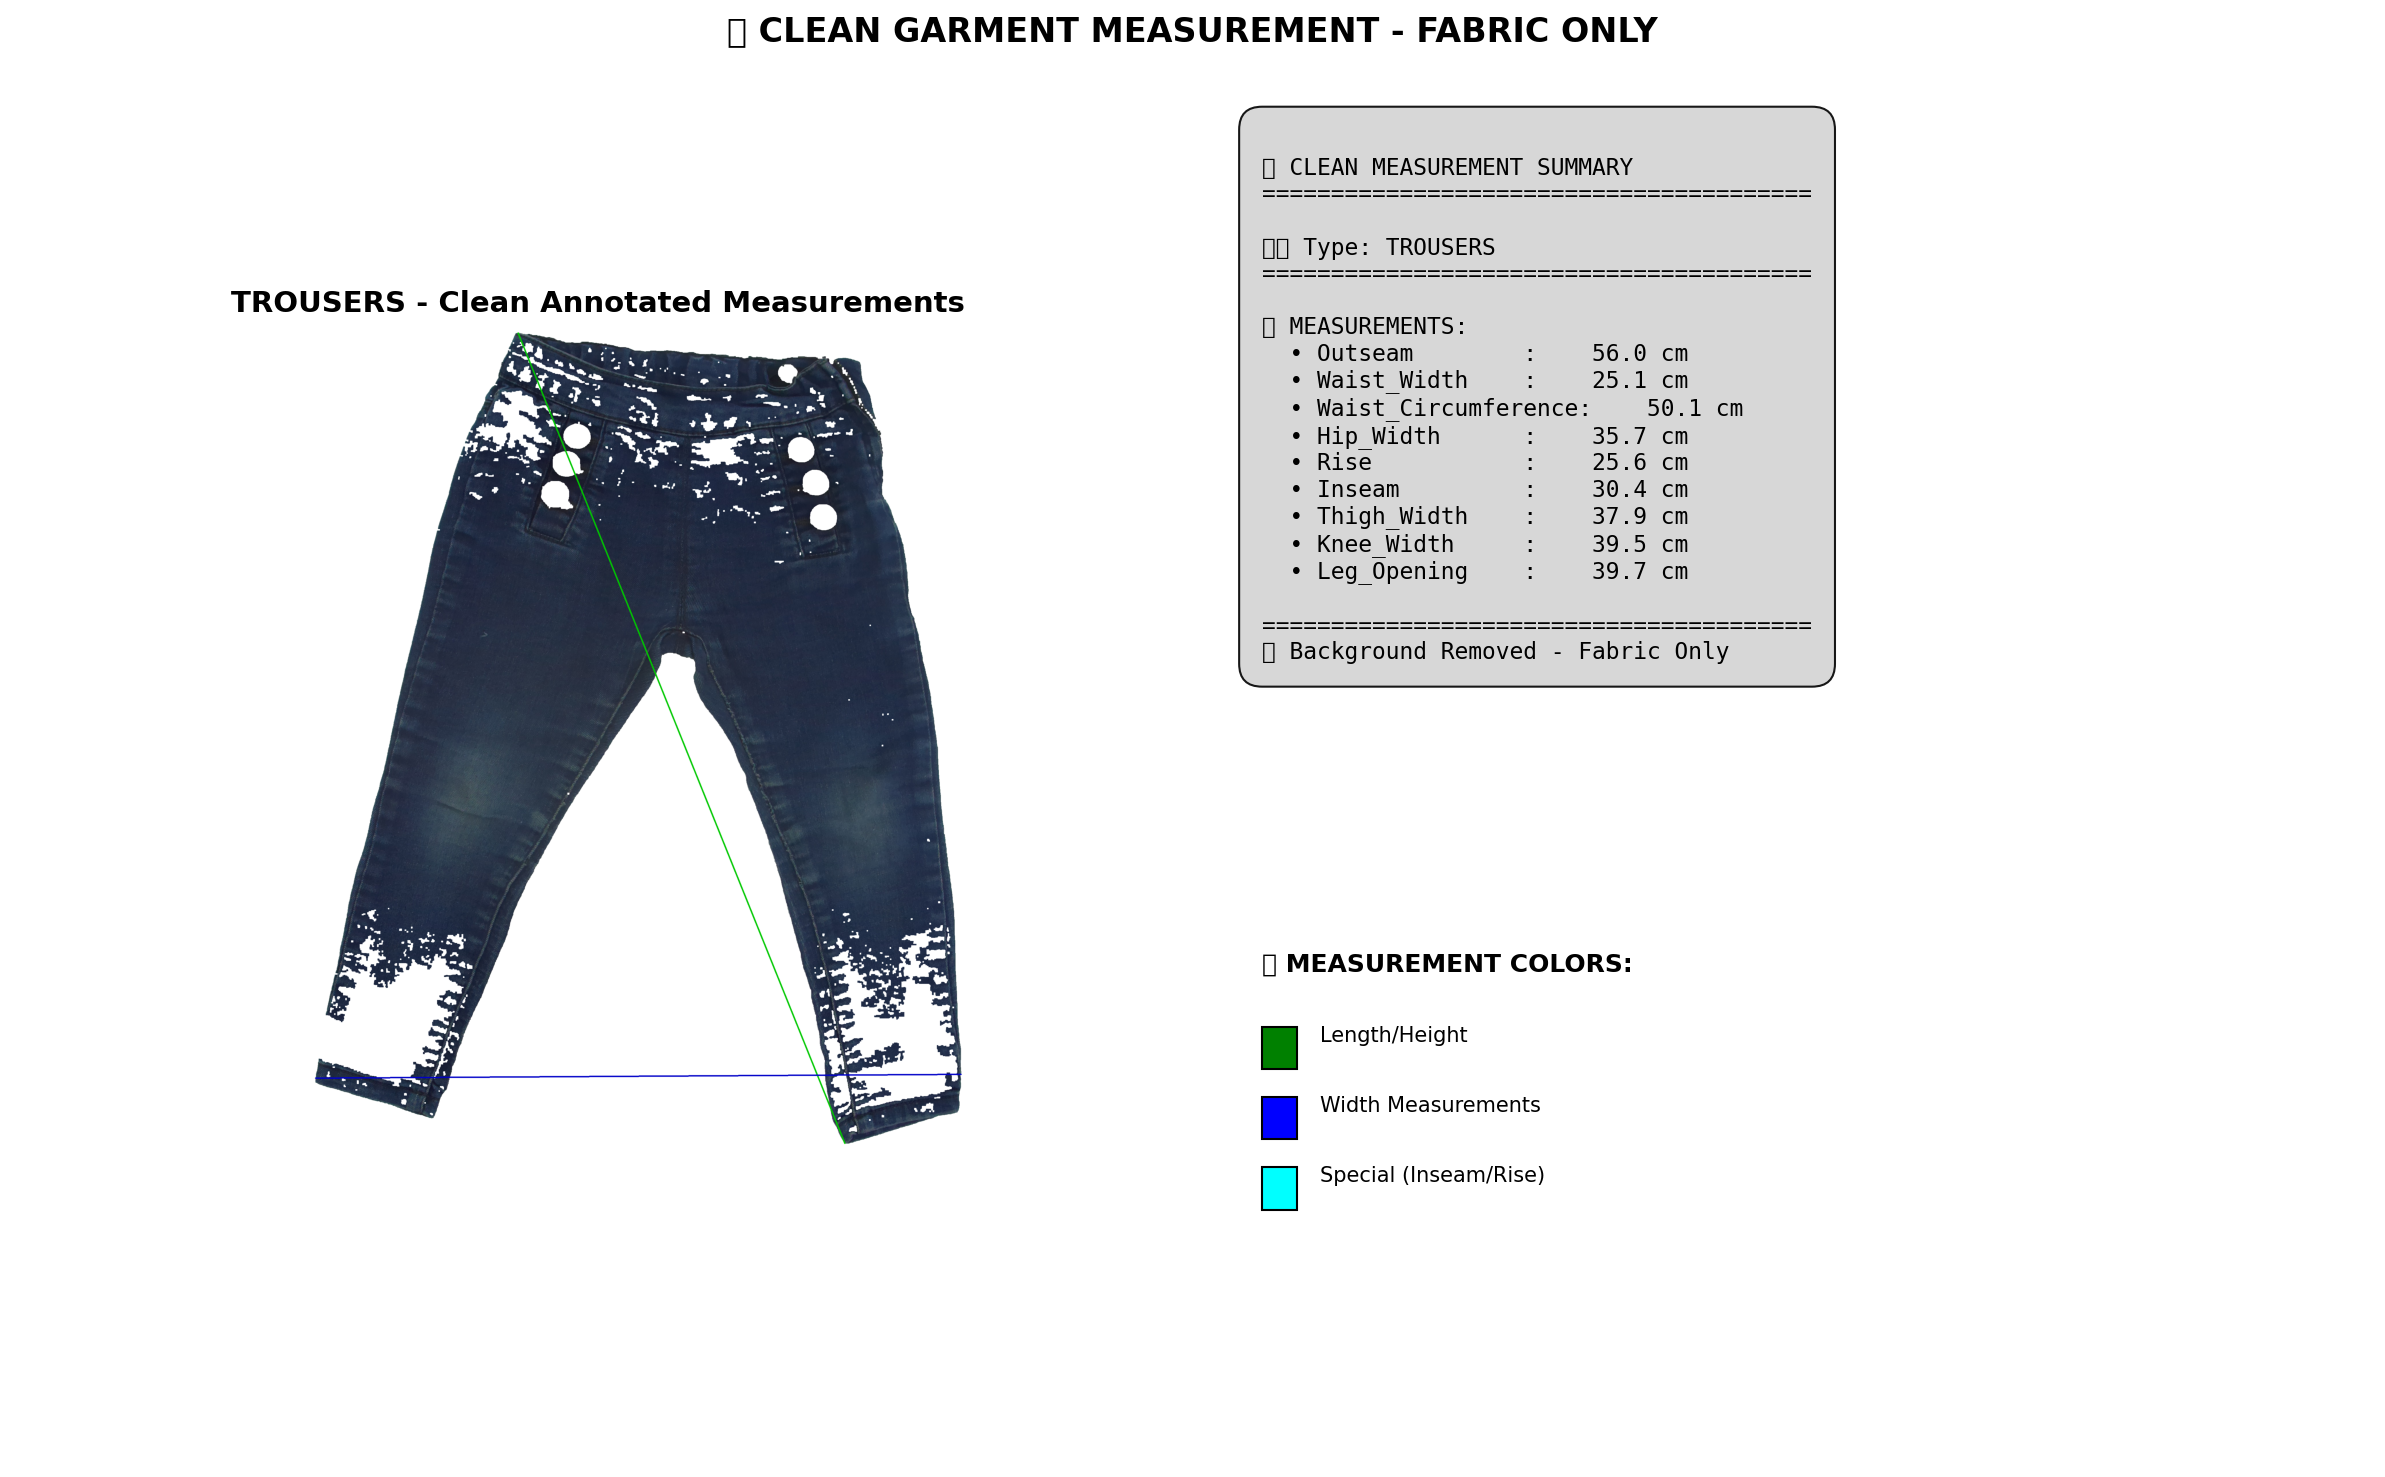 ▯ CLEAN GARMENT MEASUREMENT - FABRIC ONLY
TROUSERS - Clean Annotated Measurements
▯ CLEAN MEASUREMENT SUMMARY
========================================
▯▯ Type: TROUSERS
========================================
▯ MEASUREMENTS:
• Outseam : 56.0 cm
• Waist_Width : 25.1 cm
• Waist_Circumference: 50.1 cm
• Hip_Width : 35.7 cm
• Rise : 25.6 cm
• Inseam : 30.4 cm
• Thigh_Width : 37.9 cm
• Knee_Width : 39.5 cm
• Leg_Opening : 39.7 cm
========================================
▯ Background Removed - Fabric Only
▯ MEASUREMENT COLORS:
Length/Height
Width Measurements
Special (Inseam/Rise)